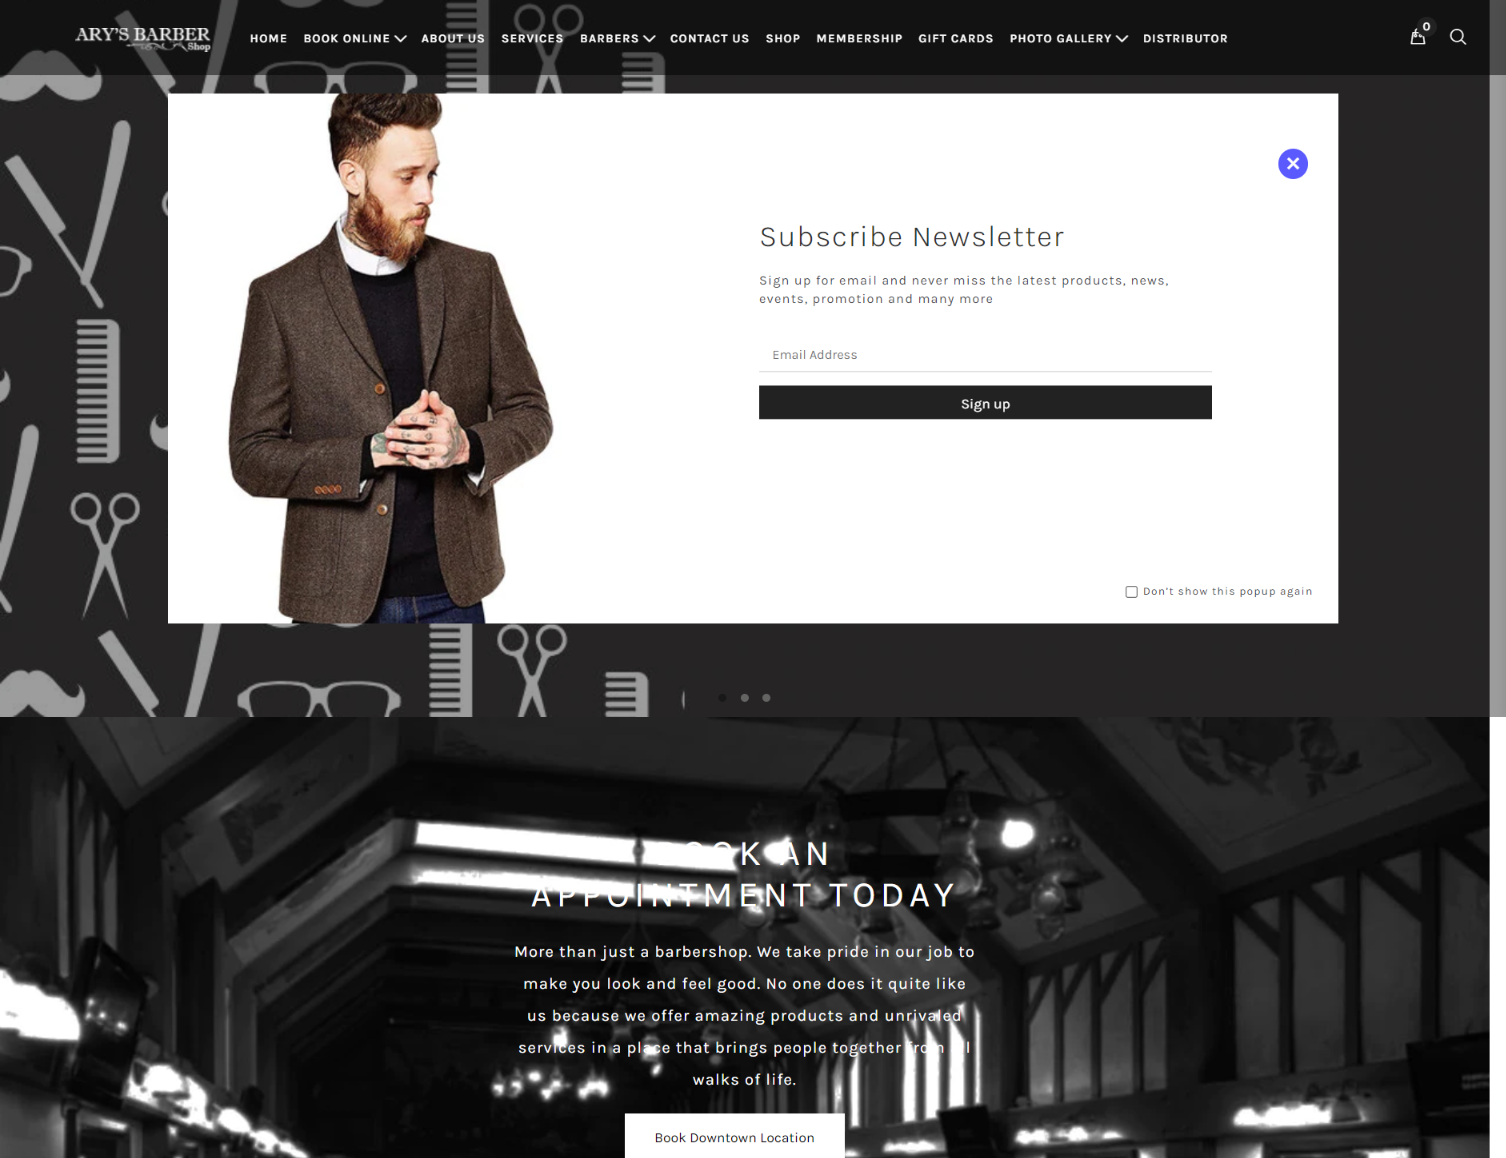 ARY'S BARBER
Shop
HOME BOOK ONLINE ABOUT US SERVICES BARBERS CONTACT US SHOP MEMBERSHIP GIFT CARDS PHOTO GALLERY DISTRIBUTOR
0
Subscribe Newsletter
Sign up for email and never miss the latest products, news,
events, promotion and many more
Email Address
Sign up
Don't show this popup again
BOOK AN
APPOINTMENT TODAY
More than just a barbershop. We take pride in our job to
make you look and feel good. No one does it quite like
us because we offer amazing products and unrivaled
services in a place that brings people together from all
walks of life.
Book Downtown Location